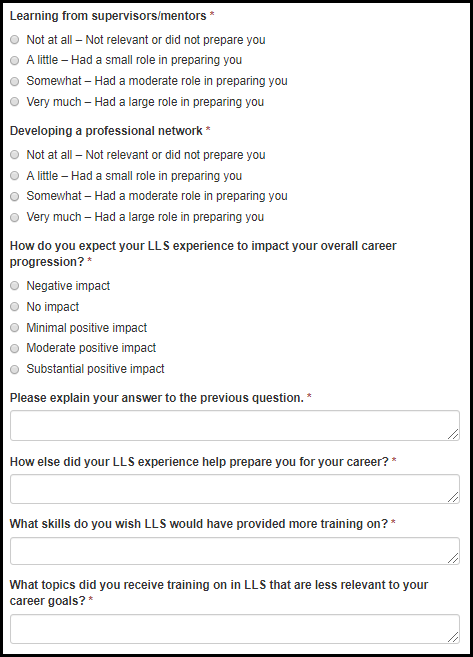 Learning from supervisors/mentors *
Not at all – Not relevant or did not prepare you
A little – Had a small role in preparing you
Somewhat – Had a moderate role in preparing you
Very much – Had a large role in preparing you
Developing a professional network *
Not at all – Not relevant or did not prepare you
A little – Had a small role in preparing you
Somewhat – Had a moderate role in preparing you
Very much – Had a large role in preparing you
How do you expect your LLS experience to impact your overall career
progression? *
Negative impact
No impact
Minimal positive impact
Moderate positive impact
Substantial positive impact
Please explain your answer to the previous question. *
How else did your LLS experience help prepare you for your career? *
What skills do you wish LLS would have provided more training on? *
What topics did you receive training on in LLS that are less relevant to your
career goals? *